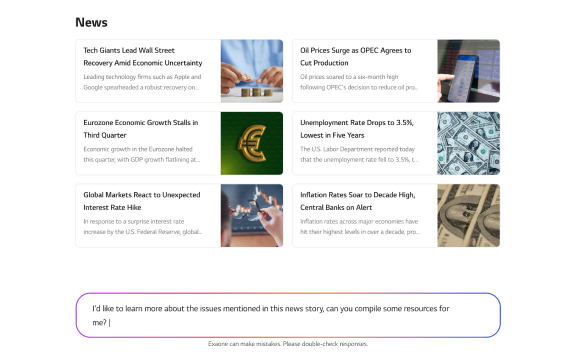 News
Tech Giants Lead Wall Street
Recovery Amid Economic Uncertainty
Leading technology firms such as Apple and
Google spearheaded a robust recovery on...
Oil Prices Surge as OPEC Agrees to
Cut Production
Oil prices soared to a six-month high
following OPEC's decision to reduce oil pro...
Eurozone Economic Growth Stalls in
Third Quarter
Economic growth in the Eurozone halted
this quarter, with GDP growth flatlining at...
Unemployment Rate Drops to 3.5%,
Lowest in Five Years
The U.S. Labor Department reported today
that the unemployment rate fell to 3.5%, t...
Global Markets React to Unexpected
Interest Rate Hike
In response to a surprise interest rate
increase by the U.S. Federal Reserve, global...
Inflation Rates Soar to Decade High,
Central Banks on Alert
Inflation rates across major economies have
hit their highest levels in over a decade, pro...
I'd like to learn more about the issues mentioned in this news story, can you compile some resources for
me?
Exaone can make mistakes. Please double-check responses.